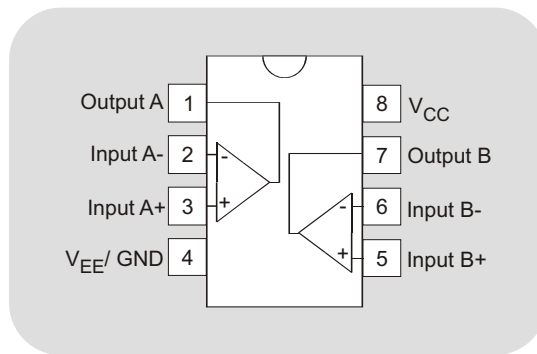 Output A 1
Input A- 2
Input A+ 3
VEE/ GND 4
8 VCC
7 Output B
6 Input B-
5 Input B+
-
+
-
+